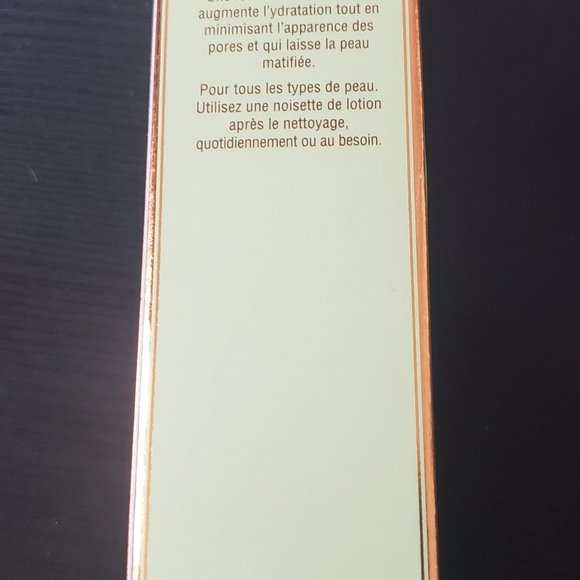 augmente l'ydratation tout en
minimisant l'apparence des
pores et qui laisse la peau
matifiée.
Pour tous les types de peau.
Utilisez une noisette de lotion
après le nettoyage,
quotidiennement ou au besoin.